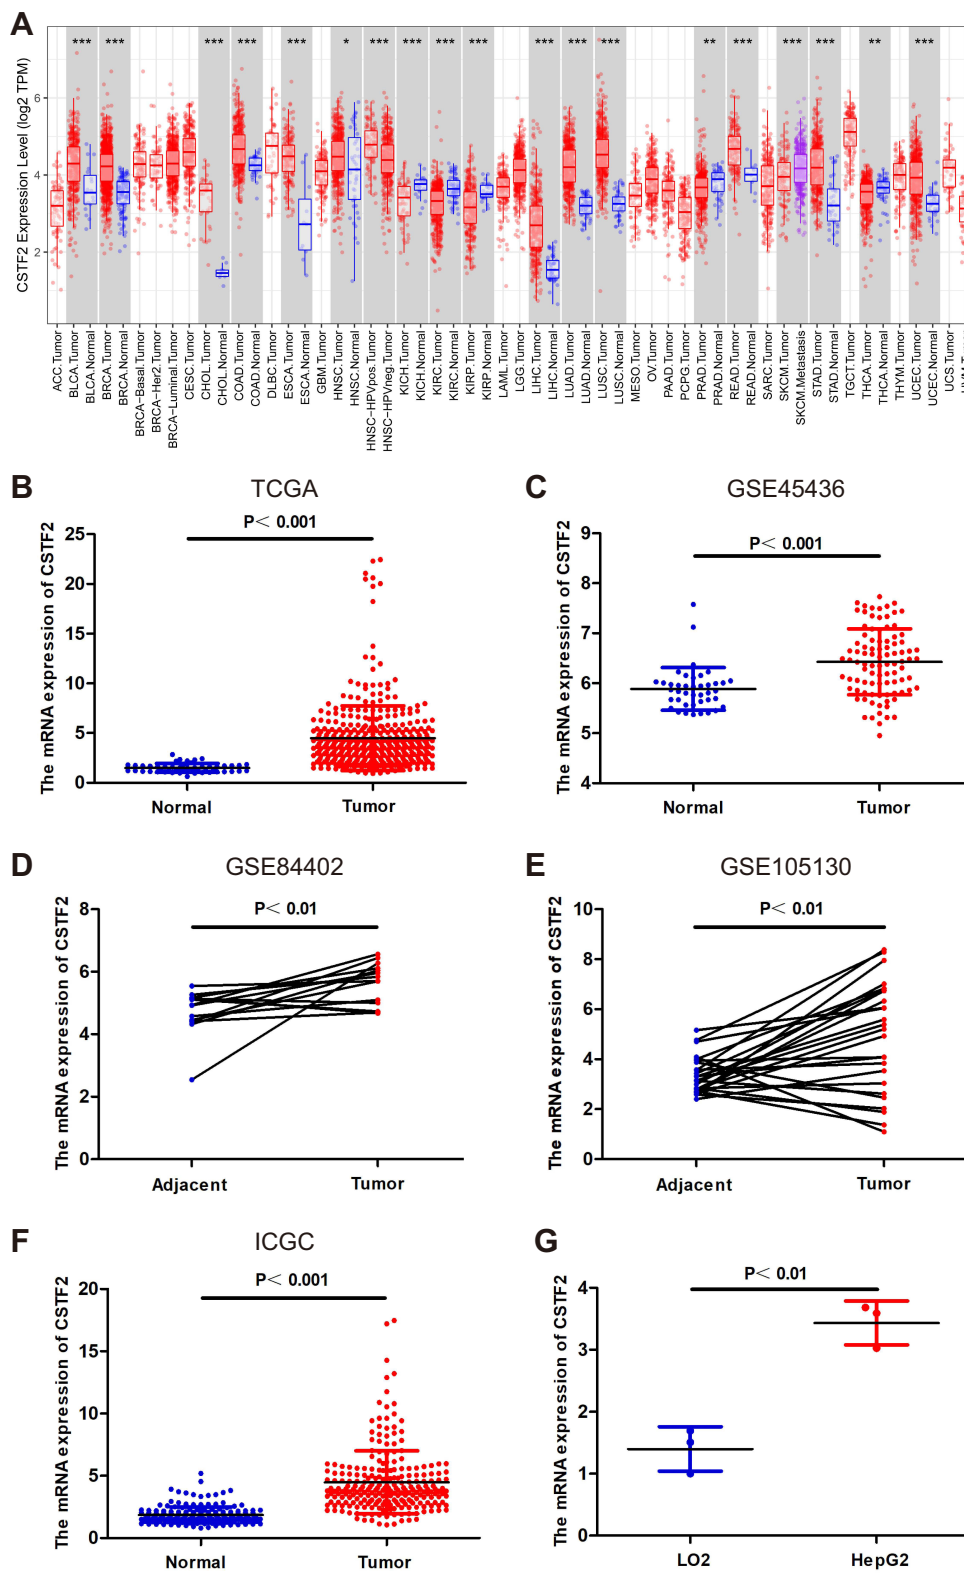 A
*** *** *** *** *** * *** *** *** *** *** *** *** ** *** *** *** ** ***
CSTF2 Expression Level (log2 TPM)
6
4
2
ACC.Tumor
BLCA.Tumor
BLCA.Normal
BRCA.Tumor
BRCA.Normal
BRCA-Basal.Tumor
BRCA-Her2.Tumor
BRCA-Luminal.Tumor
CESC.Tumor
CHOL.Tumor
CHOL.Normal
COAD.Tumor
COAD.Normal
DLBC.Tumor
ESCA.Tumor
ESCA.Normal
GBM.Tumor
HNSC.Tumor
HNSC.Normal
HNSC-HPVpos.Tumor
HNSC-HPVneg.Tumor
KICH.Tumor
KICH.Normal
KIRC.Tumor
KIRC.Normal
KIRP.Tumor
KIRP.Normal
LAML.Tumor
LGG.Tumor
LIHC.Tumor
LIHC.Normal
LUAD.Tumor
LUAD.Normal
LUSC.Tumor
LUSC.Normal
MESO.Tumor
OV.Tumor
PAAD.Tumor
PCPG.Tumor
PRAD.Tumor
PRAD.Normal
READ.Tumor
READ.Normal
SARC.Tumor
SKCM.Tumor
SKCM.Metastasis
STAD.Tumor
STAD.Normal
TGCT.Tumor
THCA.Tumor
THCA.Normal
THYM.Tumor
UCEC.Tumor
UCEC.Normal
UCS.Tumor
B
TCGA
P< 0.001
The mRNA expression of CSTF2
25
20
15
10
5
0
Normal
Tumor
C
GSE45436
P< 0.001
The mRNA expression of CSTF2
9
8
7
6
5
4
Normal
Tumor
D
GSE84402
P< 0.01
The mRNA expression of CSTF2
8
6
4
2
0
Adjacent
Tumor
E
GSE105130
P< 0.01
The mRNA expression of CSTF2
10
8
6
4
2
0
Adjacent
Tumor
F
ICGC
P< 0.001
The mRNA expression of CSTF2
20
15
10
5
0
Normal
Tumor
G
P< 0.01
The mRNA expression of CSTF2
4
3
2
1
0
LO2
HepG2